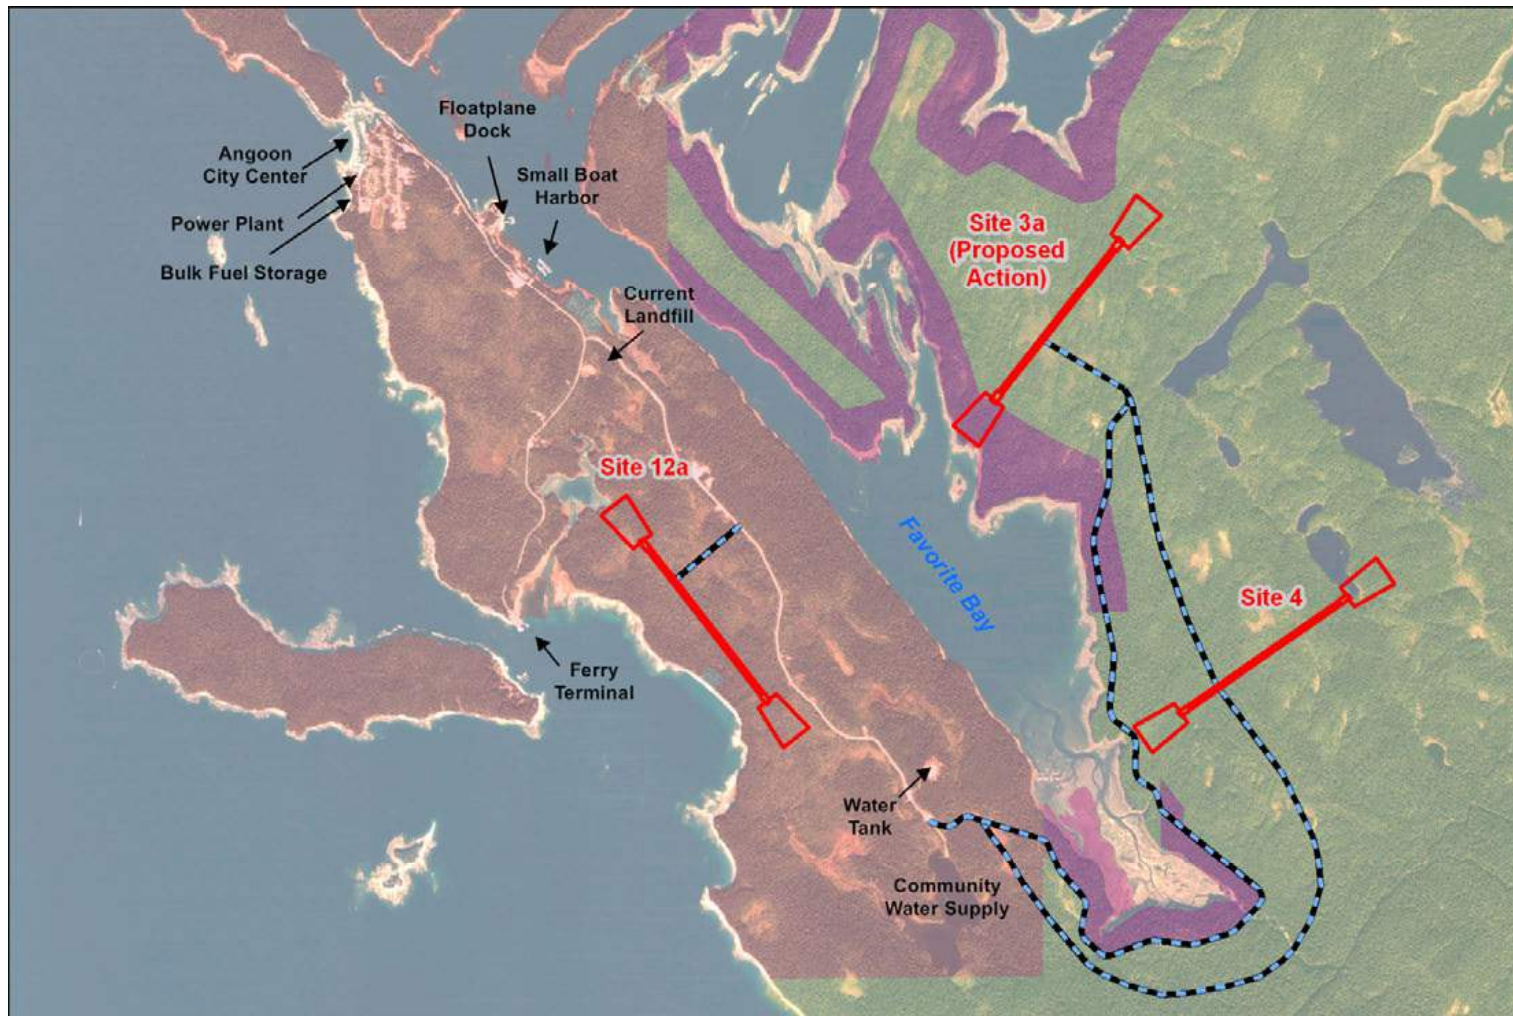 Floatplane
Dock
Angoon
City Center
Small Boat
Harbor
Power Plant
Bulk Fuel Storage
Site 3a
(Proposed
Action)
Current
Landfill
Site 12a
Favorite Bay
Site 4
Ferry
Terminal
Water
Tank
Community
Water Supply